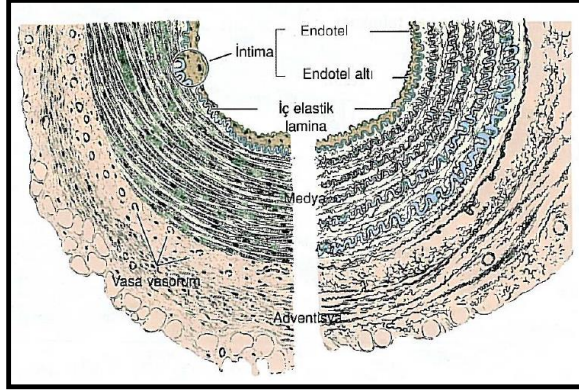 Endotel
İntima
Endotel altı
İç elastik
lamina
Medya
Vasa vasorum
Adventisya